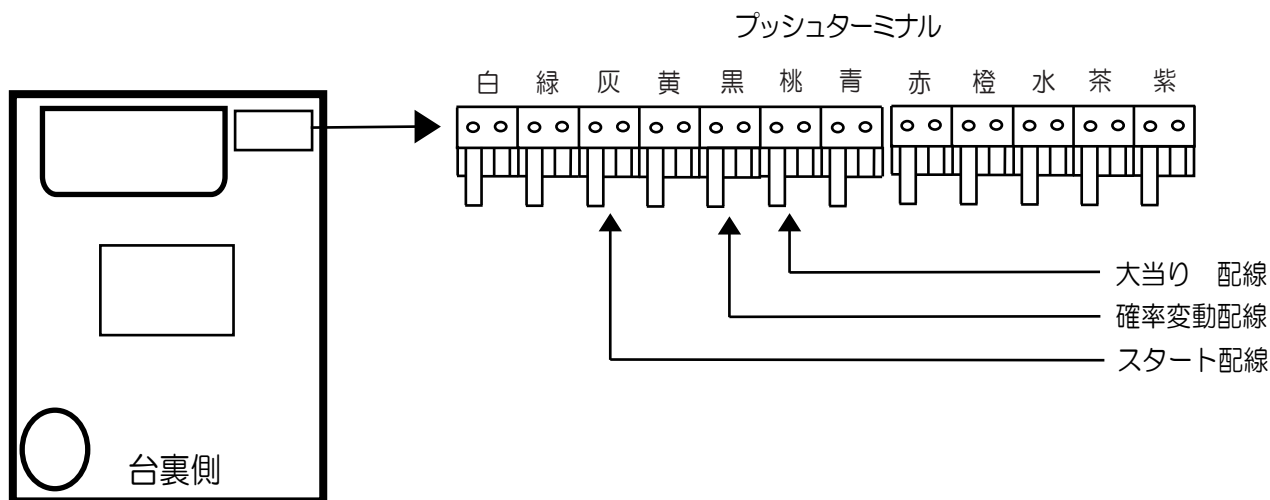 プッシュターミナル
白 緑 灰 黄 黒 桃 青 赤 橙 水 茶 紫
大当り　配線
確率変動配線
スタート配線
台裏側